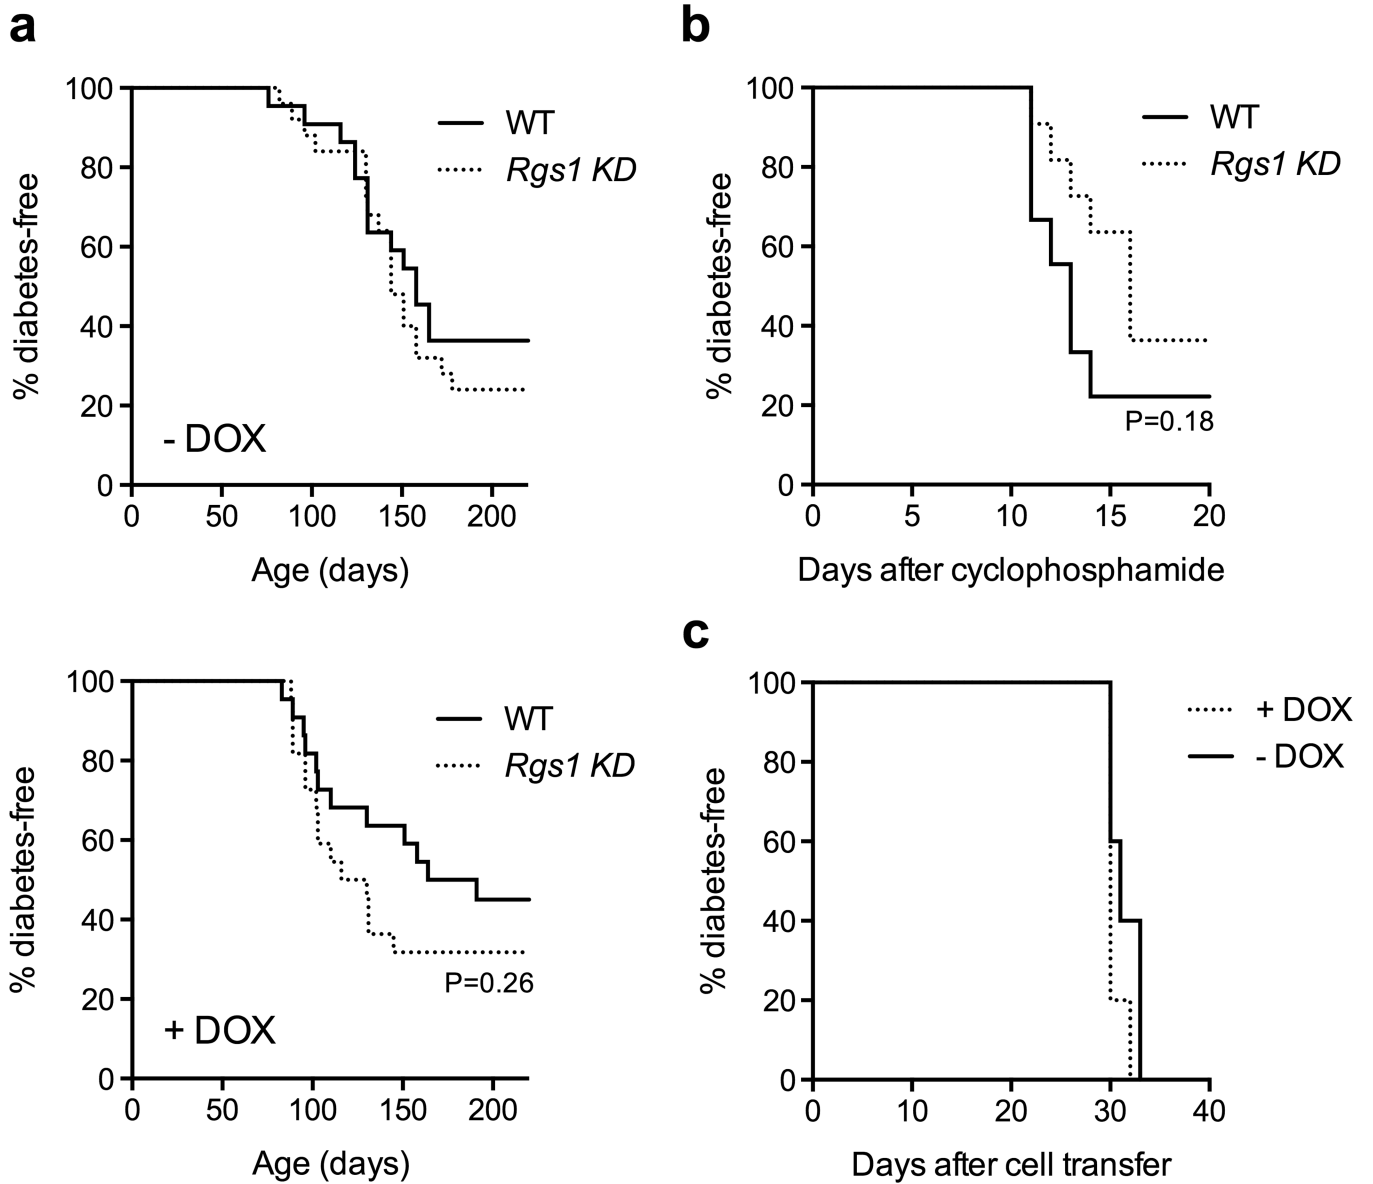 a
% diabetes-free
100
80
60
40
20
0
WT
Rgs1 KD
- DOX
0 50 100 150 200
Age (days)
b
% diabetes-free
100
80
60
40
20
0
WT
Rgs1 KD
P=0.18
0 5 10 15 20
Days after cyclophosphamide
% diabetes-free
100
80
60
40
20
0
WT
Rgs1 KD
P=0.26
+ DOX
0 50 100 150 200
Age (days)
c
% diabetes-free
100
80
60
40
20
0
+ DOX
- DOX
0 10 20 30 40
Days after cell transfer